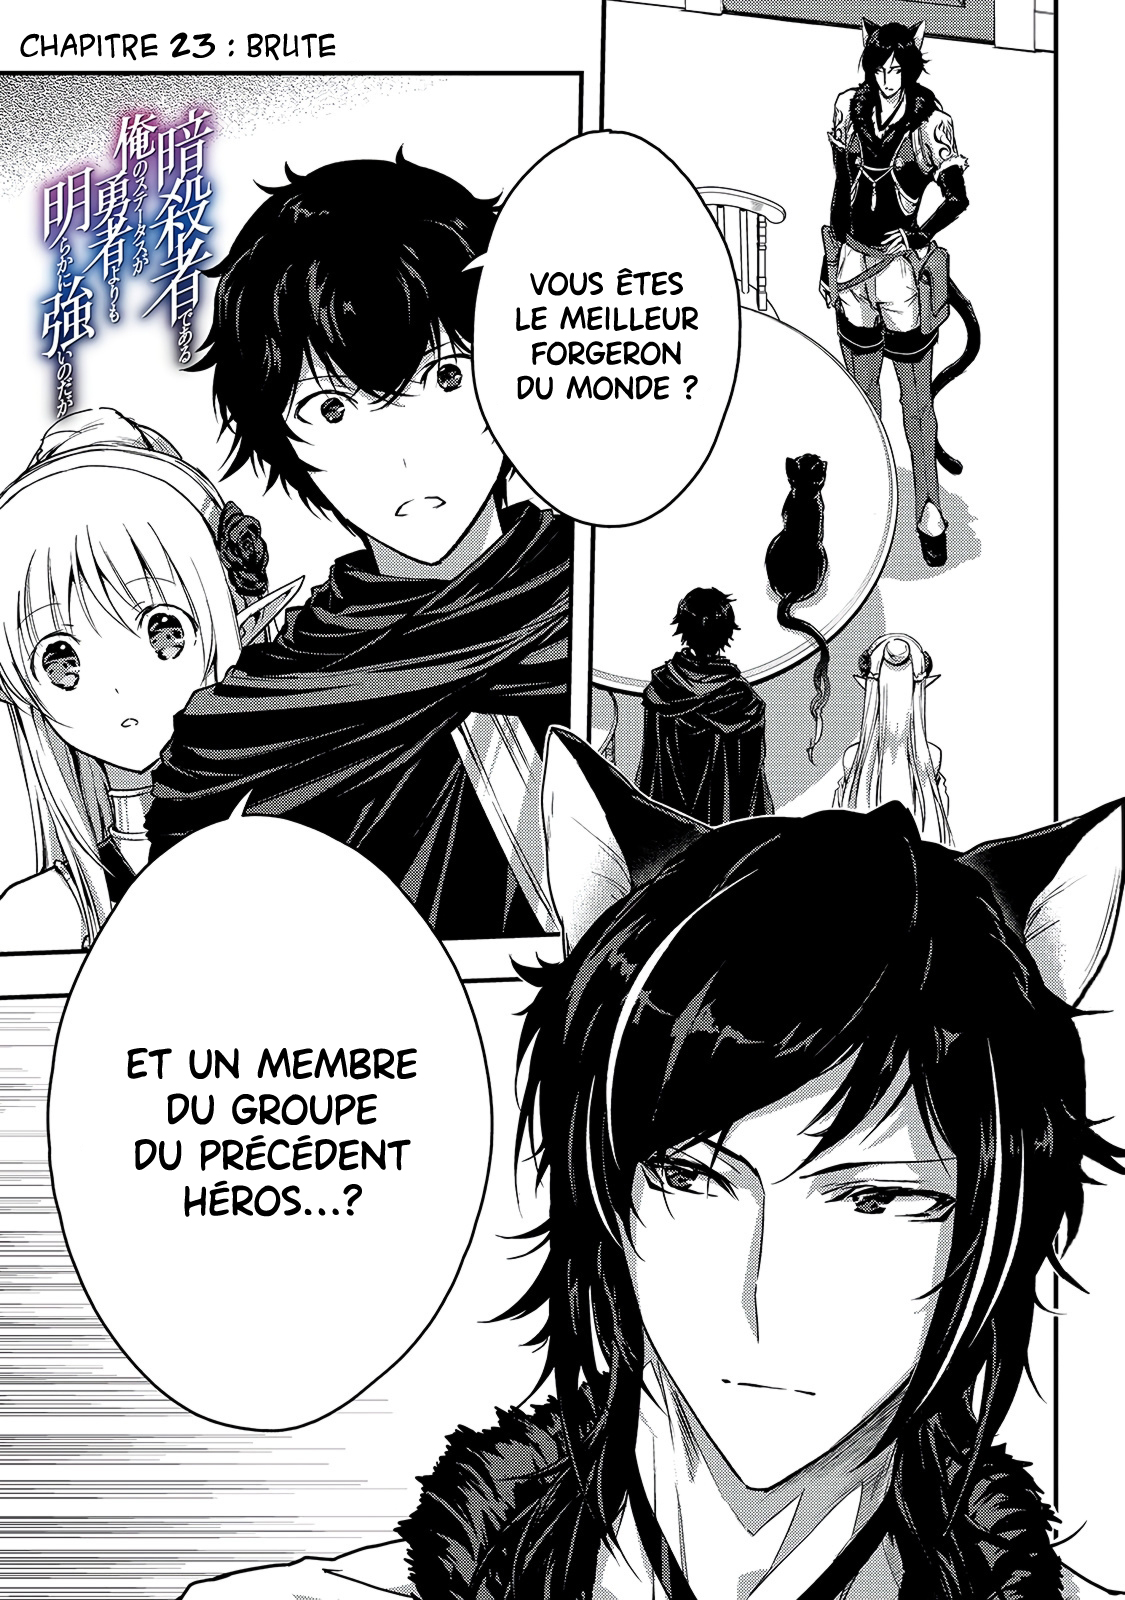 CHAPITRE 23 : BRUTE
暗殺者である
俺のステータスが
勇者よりも
明らかに強いのだが
VOUS ÊTES
LE MEILLEUR
FORGERON
DU MONDE ?
ET UN MEMBRE
DU GROUPE
DU PRÉCÉDENT
HÉROS...?